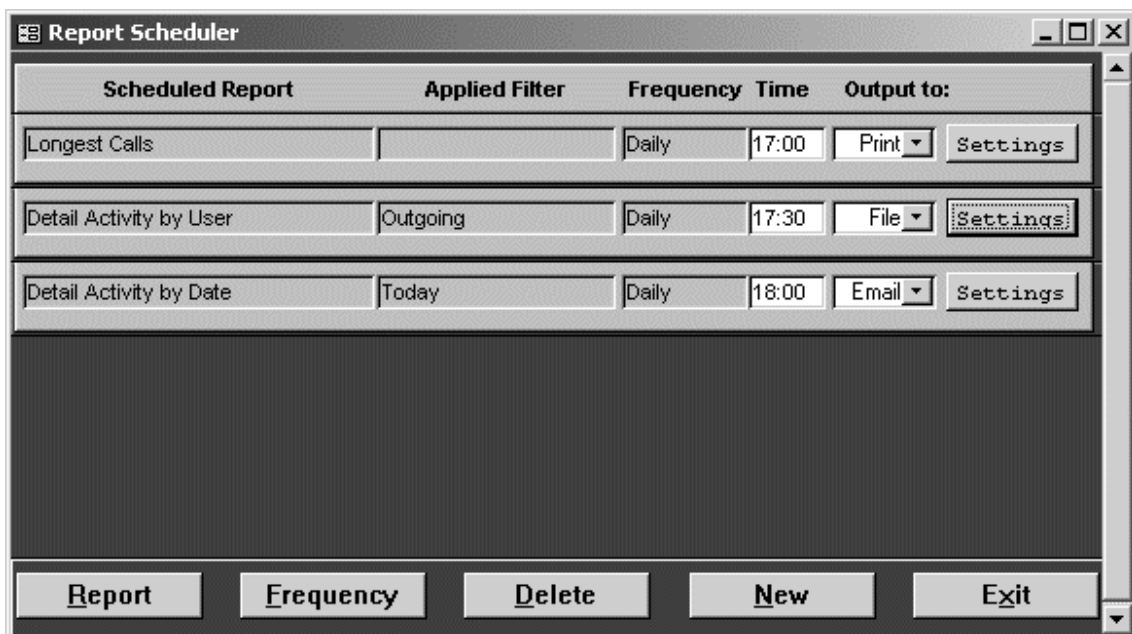 Report Scheduler
Scheduled Report Applied Filter Frequency Time Output to:
Longest Calls Daily 17:00 Print Settings
Detail Activity by User Outgoing Daily 17:30 File Settings
Detail Activity by Date Today Daily 18:00 Email Settings
Report Frequency Delete New Exit